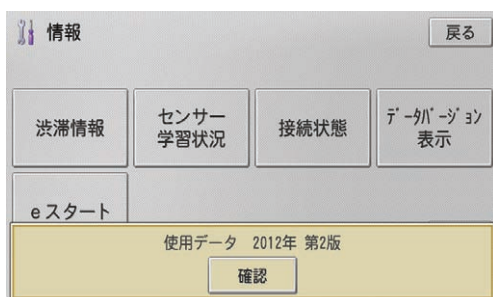 情報
戻る
渋滞情報
センサー
学習状況
接続状態
ﾃﾞｰﾀﾊﾞｰｼﾞｮﾝ
表示
eスタート
使用データ 2012年 第2版
確認